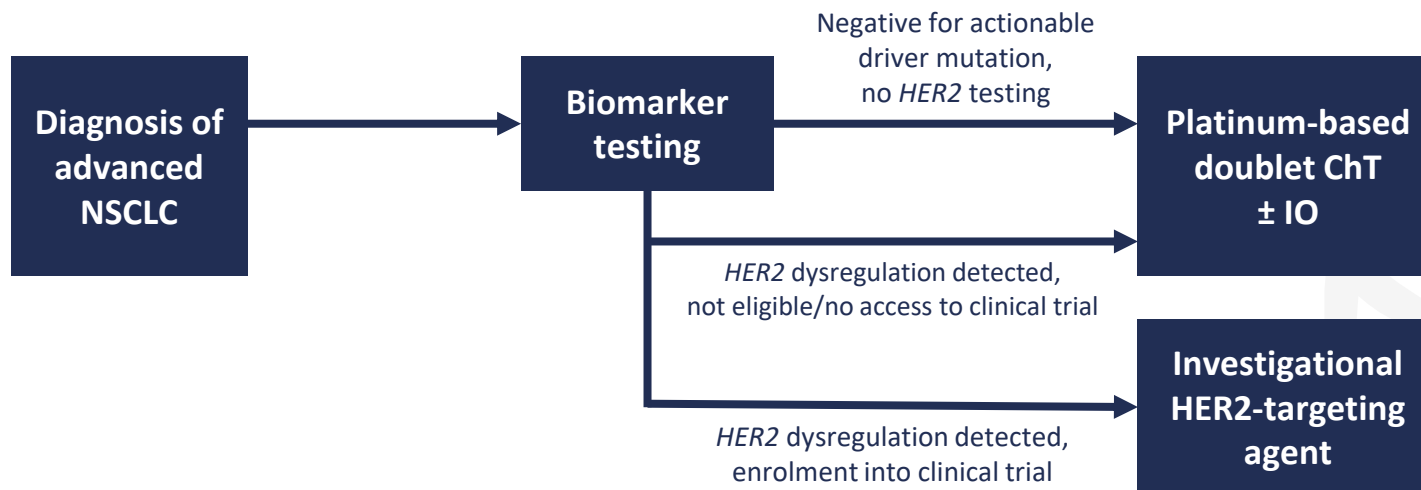 Diagnosis of
advanced
NSCLC
Biomarker
testing
Negative for actionable
driver mutation,
no HER2 testing
Platinum-based
doublet ChT
± IO
HER2 dysregulation detected,
not eligible/no access to clinical trial
HER2 dysregulation detected,
enrolment into clinical trial
Investigational
HER2-targeting
agent